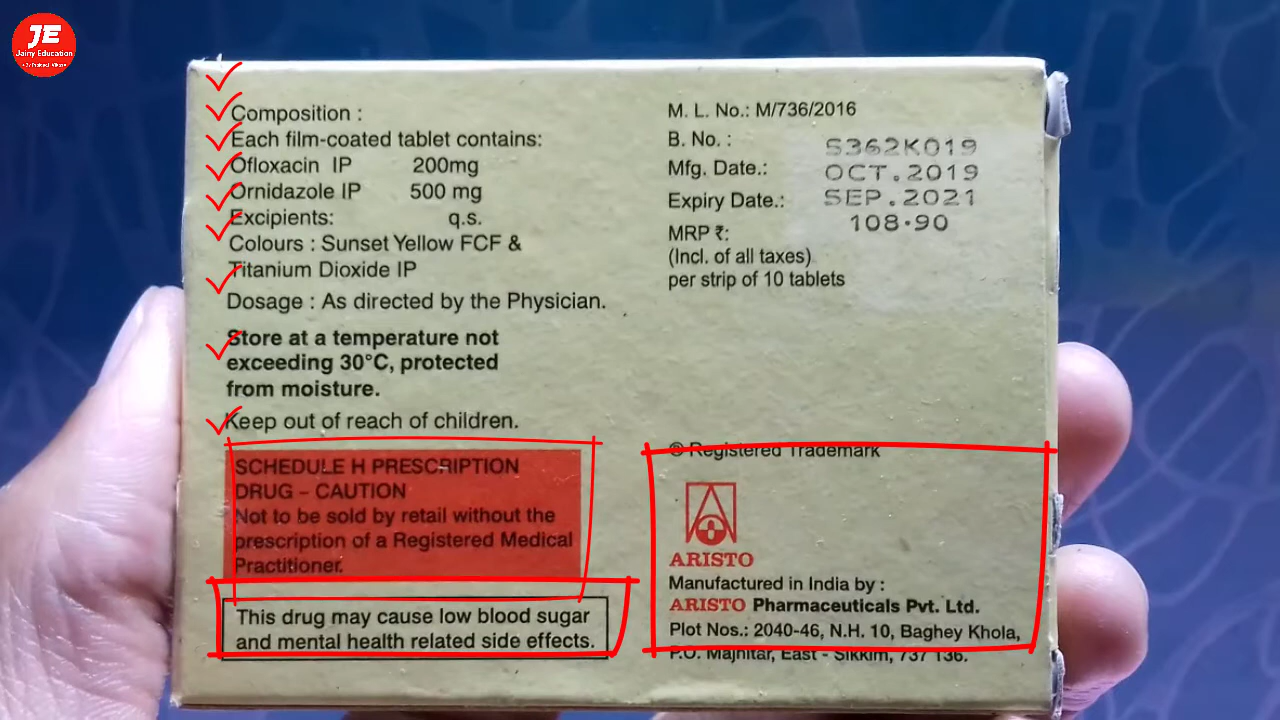 JE
Jainy Education
Composition :
Each film-coated tablet contains:
Ofloxacin IP 200mg
Ornidazole IP 500 mg
Excipients: q.s.
Colours : Sunset Yellow FCF &
Titanium Dioxide IP
Dosage : As directed by the Physician.
Store at a temperature not
exceeding 30°C, protected
from moisture.
Keep out of reach of children.
SCHEDULE H PRESCRIPTION
DRUG – CAUTION
Not to be sold by retail without the
prescription of a Registered Medical
Practitioner.
This drug may cause low blood sugar
and mental health related side effects.
M. L. No.: M/736/2016
B. No. : S362K019
Mfg. Date.: OCT.2019
Expiry Date.: SEP.2021
MRP ₹: 108·90
(Incl. of all taxes)
per strip of 10 tablets
® Registered Trademark
ARISTO
Manufactured in India by :
ARISTO Pharmaceuticals Pvt. Ltd.
Plot Nos.: 2040-46, N.H. 10, Baghey Khola,
P.O. Majhitar, East - Sikkim, 737 136.